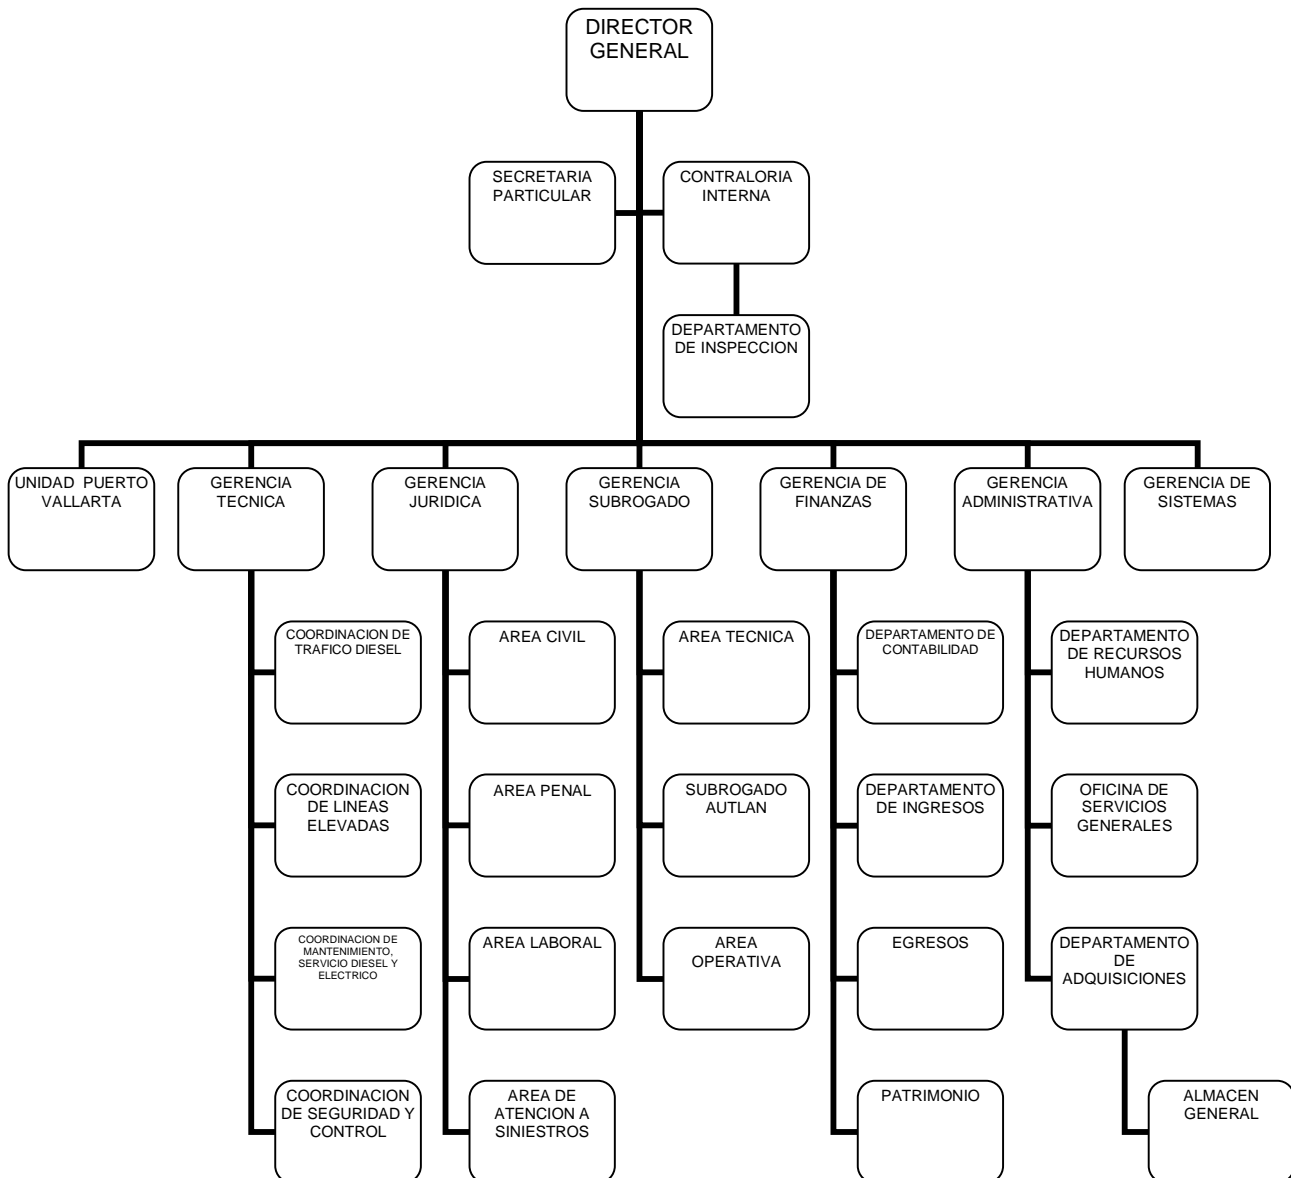 DIRECTOR
GENERAL
SECRETARIA
PARTICULAR
CONTRALORIA
INTERNA
DEPARTAMENTO
DE INSPECCION
UNIDAD PUERTO
VALLARTA
GERENCIA
TECNICA
GERENCIA
JURIDICA
GERENCIA
SUBROGADO
GERENCIA DE
FINANZAS
GERENCIA
ADMINISTRATIVA
GERENCIA DE
SISTEMAS
COORDINACION DE
TRAFICO DIESEL
AREA CIVIL
AREA TECNICA
DEPARTAMENTO DE
CONTABILIDAD
DEPARTAMENTO
DE RECURSOS
HUMANOS
COORDINACION
DE LINEAS
ELEVADAS
AREA PENAL
SUBROGADO
AUTLAN
DEPARTAMENTO
DE INGRESOS
OFICINA DE
SERVICIOS
GENERALES
COORDINACION DE
MANTENIMIENTO,
SERVICIO DIESEL Y
ELECTRICO
AREA LABORAL
AREA
OPERATIVA
EGRESOS
DEPARTAMENTO
DE
ADQUISICIONES
COORDINACION
DE SEGURIDAD Y
CONTROL
AREA DE
ATENCION A
SINIESTROS
PATRIMONIO
ALMACEN
GENERAL